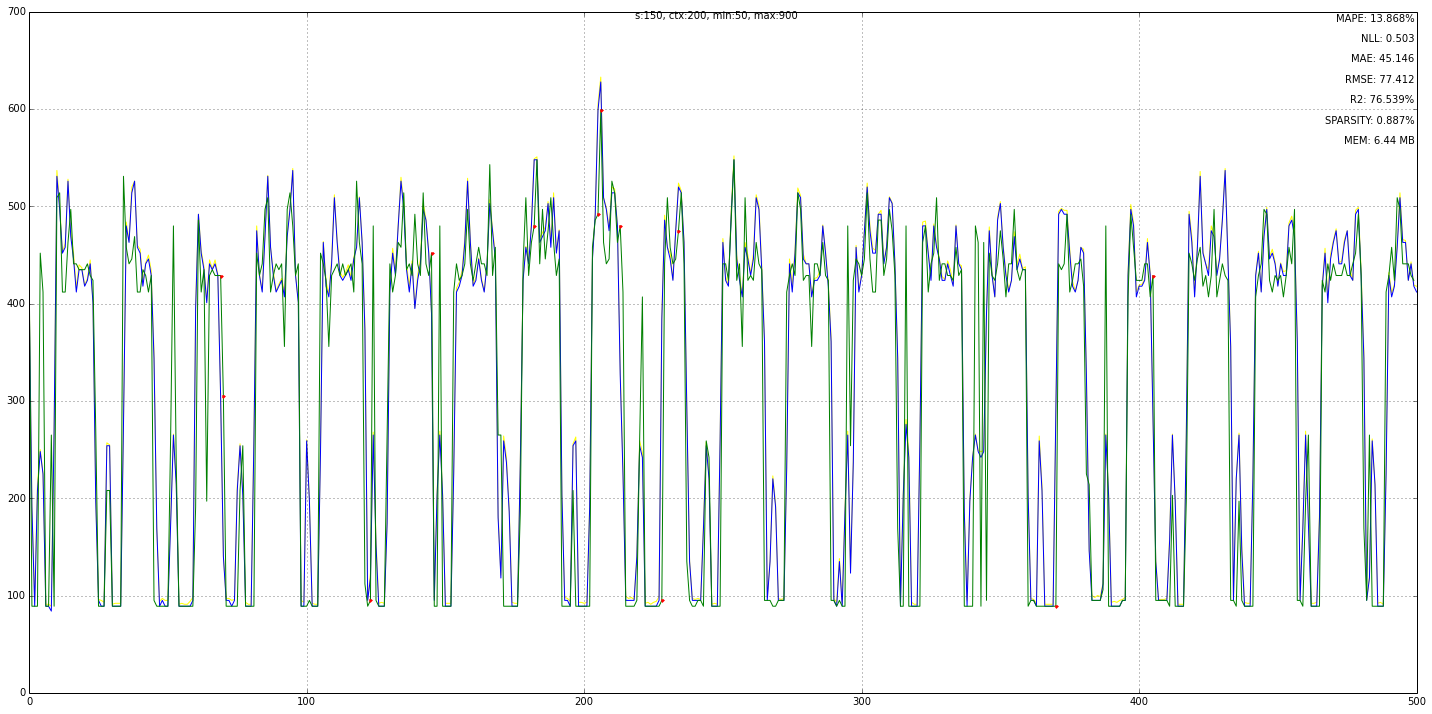 s:150, ctx:200, min:50, max:900
MAPE: 13.868%
NLL: 0.503
MAE: 45.146
RMSE: 77.412
R2: 76.539%
SPARSITY: 0.887%
MEM: 6.44 MB
700
600
500
400
300
200
100
0
0 100 200 300 400 500